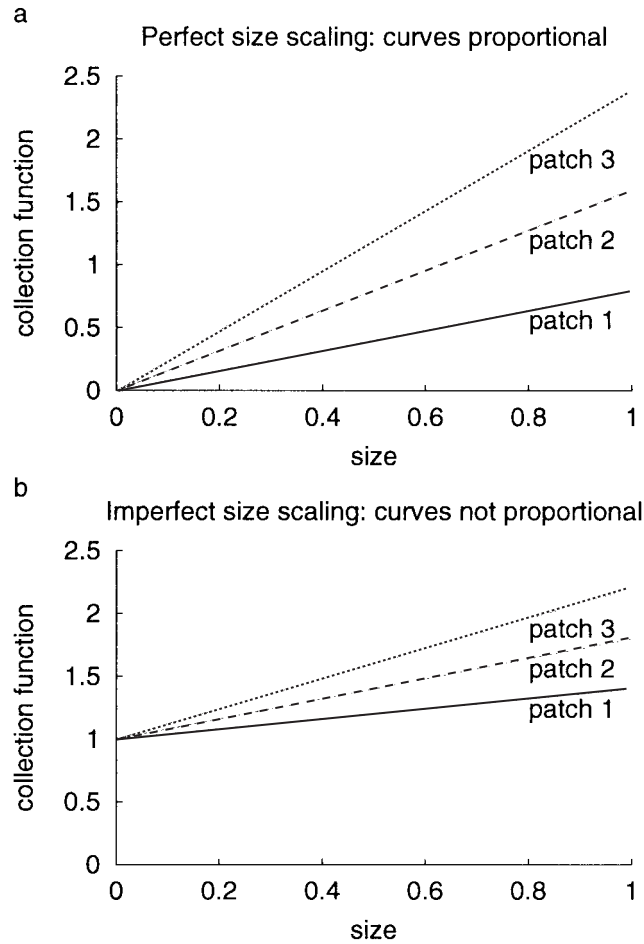 a
Perfect size scaling: curves proportional
2.5
2
1.5
1
0.5
0
collection function
patch 3
patch 2
patch 1
0 0.2 0.4 0.6 0.8 1
size
b
Imperfect size scaling: curves not proportional
2.5
2
1.5
1
0.5
0
collection function
patch 3
patch 2
patch 1
0 0.2 0.4 0.6 0.8 1
size